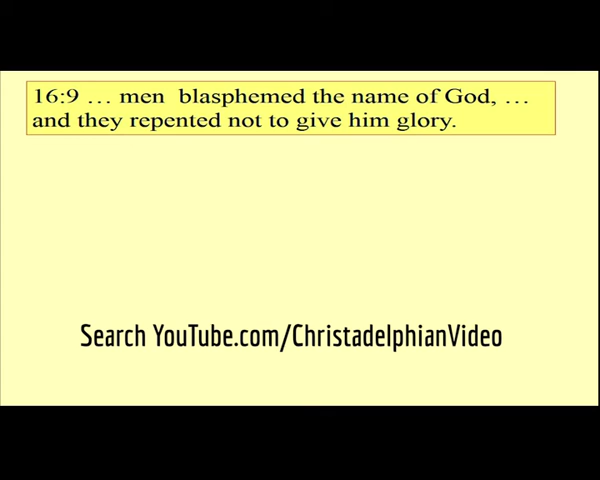 16:9 … men blasphemed the name of God, …
and they repented not to give him glory.
Search YouTube.com/ChristadelphianVideo